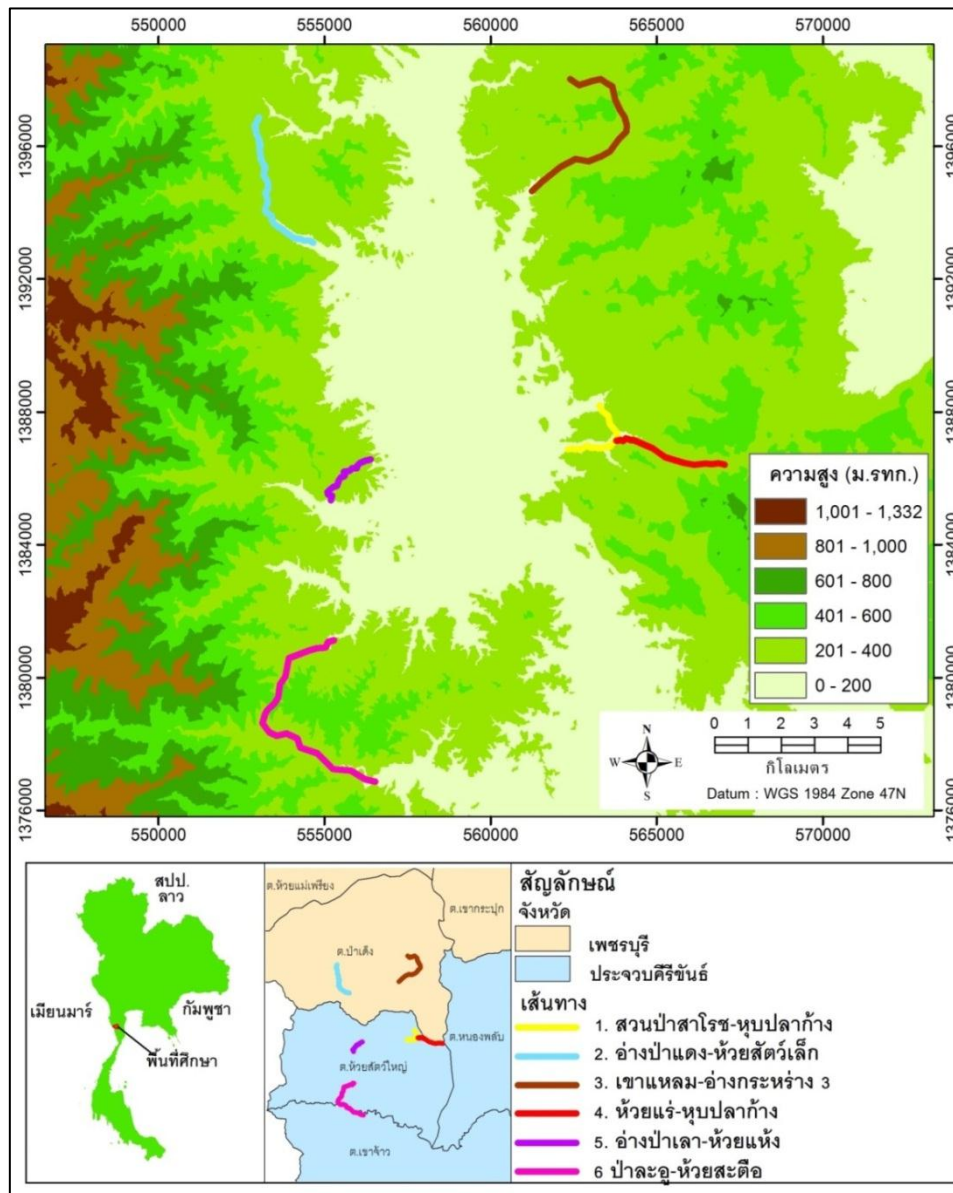 550000 555000 560000 565000 570000
1396000 1396000
1392000 1392000
1388000 1388000
1384000 1384000
1380000 1380000
1376000 1376000
ความสูง (ม.รทก.)
1,001 - 1,332
801 - 1,000
601 - 800
401 - 600
201 - 400
0 - 200
N
W E
S
0 1 2 3 4 5
กิโลเมตร
Datum : WGS 1984 Zone 47N
550000 555000 560000 565000 570000
สปป.
ลาว
เมียนมาร์
กัมพูชา
พื้นที่ศึกษา
ต.ห้วยแม่เพรียง
ต.เขากระปุก
ต.ป่าเด็ง
ต.หนองพลับ
ต.ห้วยสัตว์ใหญ่
ต.เขาจ้าว
สัญลักษณ์
จังหวัด
เพชรบุรี
ประจวบคีรีขันธ์
เส้นทาง
1. สวนป่าสาโรช-หุบปลาก้าง
2. อ่างป่าแดง-ห้วยสัตว์เล็ก
3. เขาแหลม-อ่างกระหร่าง 3
4. ห้วยแร่-หุบปลาก้าง
5. อ่างป่าเลา-ห้วยแห้ง
6 ป่าละอู-ห้วยสะตือ